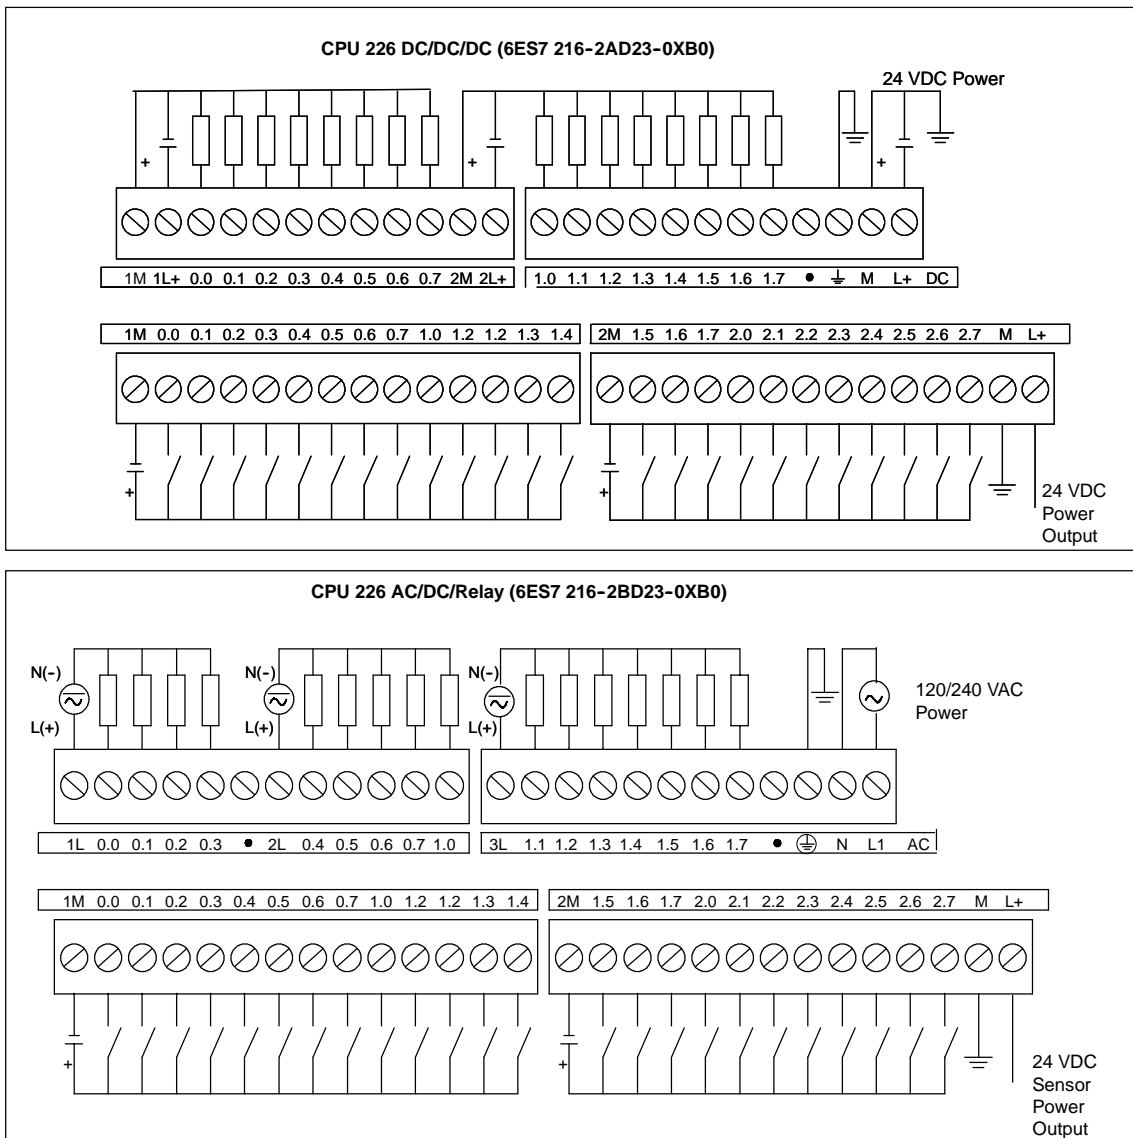 CPU 226 DC/DC/DC (6ES7 216-2AD23-0XB0)
24 VDC Power
+ + +
1M 1L+ 0.0 0.1 0.2 0.3 0.4 0.5 0.6 0.7 2M 2L+ 1.0 1.1 1.2 1.3 1.4 1.5 1.6 1.7 ● ⏚ M L+ DC
1M 0.0 0.1 0.2 0.3 0.4 0.5 0.6 0.7 1.0 1.2 1.2 1.3 1.4 2M 1.5 1.6 1.7 2.0 2.1 2.2 2.3 2.4 2.5 2.6 2.7 M L+
+ +
24 VDC
Power
Output
CPU 226 AC/DC/Relay (6ES7 216-2BD23-0XB0)
N(-) N(-) N(-)
120/240 VAC
Power
L(+) L(+) L(+)
1L 0.0 0.1 0.2 0.3 ● 2L 0.4 0.5 0.6 0.7 1.0 3L 1.1 1.2 1.3 1.4 1.5 1.6 1.7 ● ⏚ N L1 AC
1M 0.0 0.1 0.2 0.3 0.4 0.5 0.6 0.7 1.0 1.2 1.2 1.3 1.4 2M 1.5 1.6 1.7 2.0 2.1 2.2 2.3 2.4 2.5 2.6 2.7 M L+
+ +
24 VDC
Sensor
Power
Output